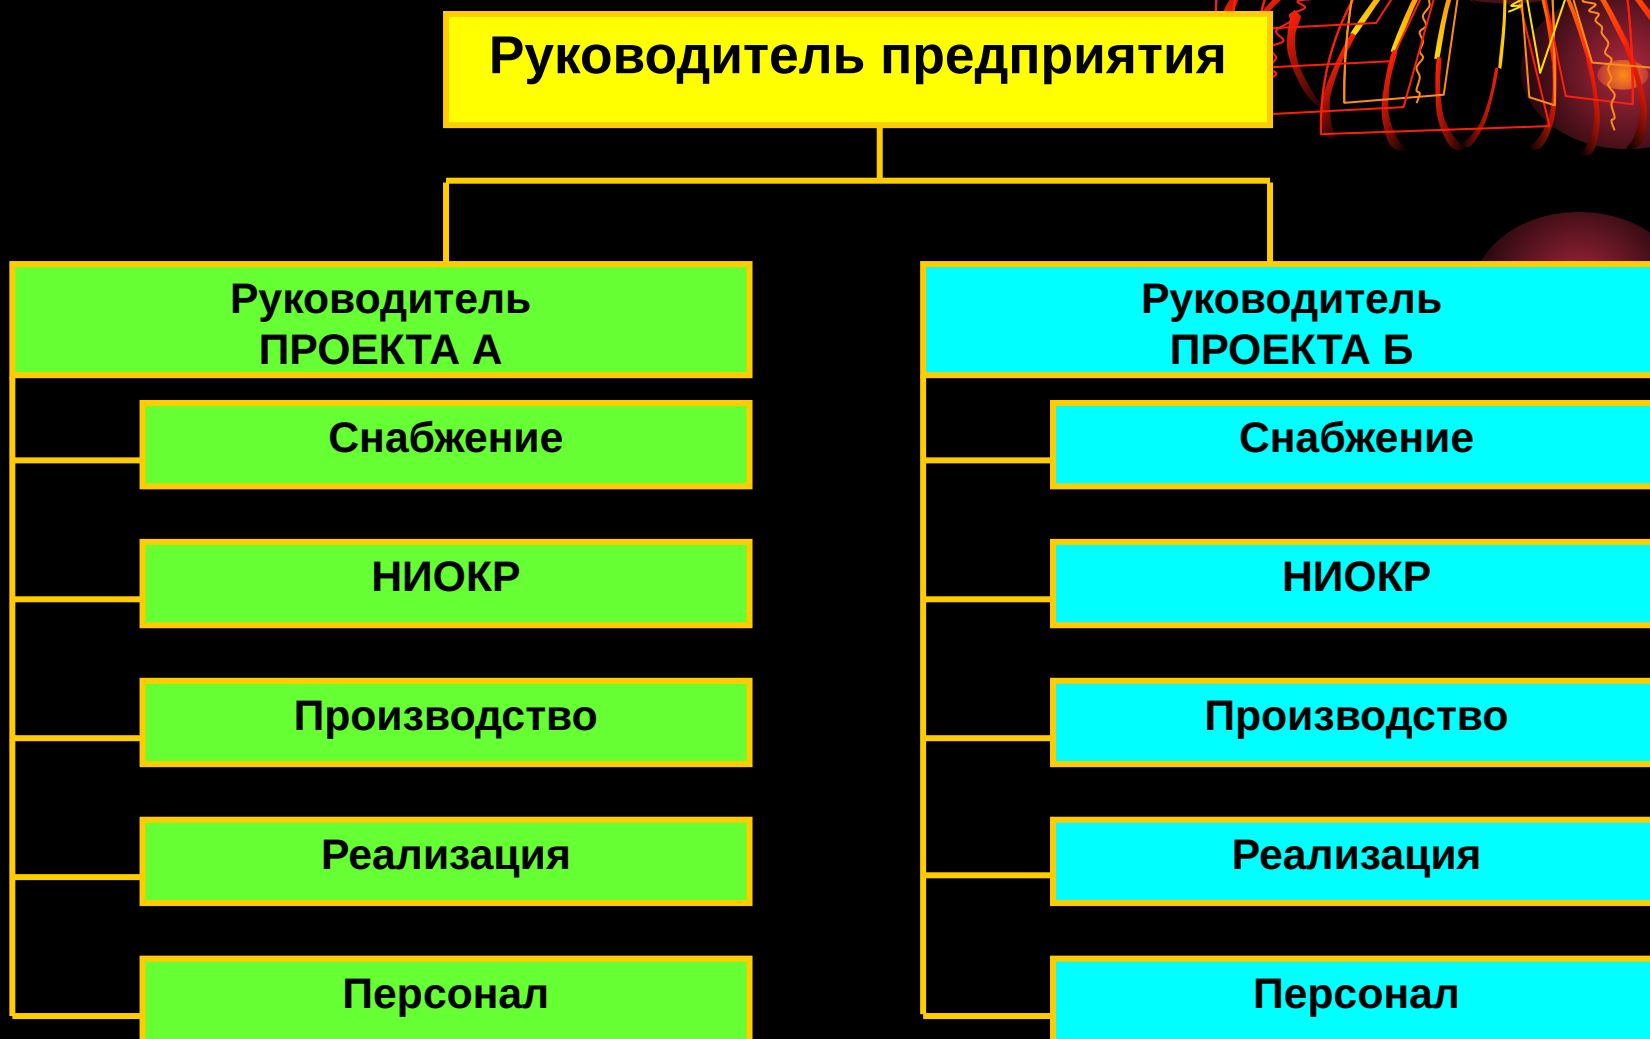 Руководитель предприятия
Руководитель
ПРОЕКТА А
Снабжение
НИОКР
Производство
Реализация
Персонал
Руководитель
ПРОЕКТА Б
Снабжение
НИОКР
Производство
Реализация
Персонал